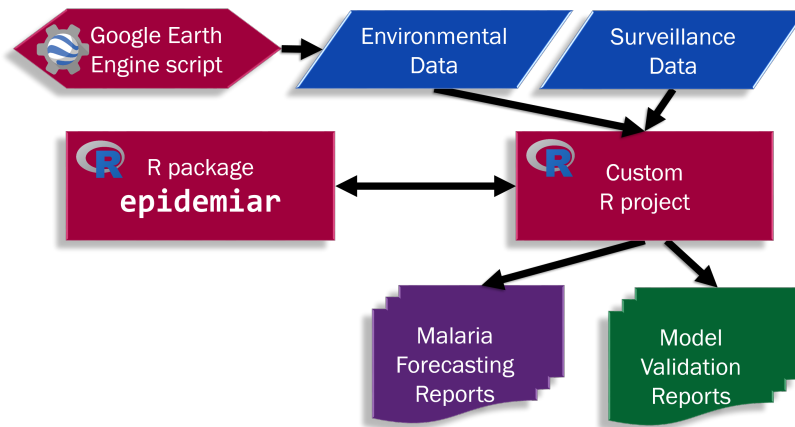 Google Earth
Engine script
Environmental
Data
Surveillance
Data
R
R package
epidemiar
R
Custom
R project
Malaria
Forecasting
Reports
Model
Validation
Reports